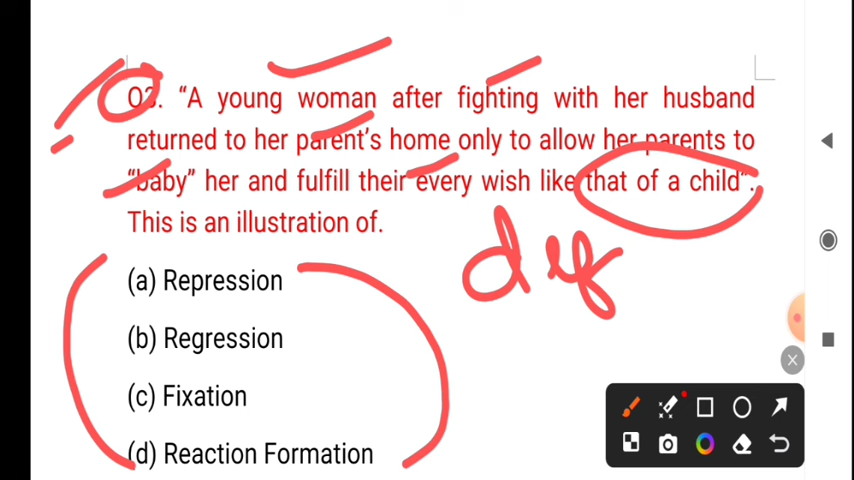 Q3. “A young woman after fighting with her husband
returned to her parent’s home only to allow her parents to
“baby” her and fulfill their every wish like that of a child”.
This is an illustration of.
(a) Repression
(b) Regression
(c) Fixation
(d) Reaction Formation